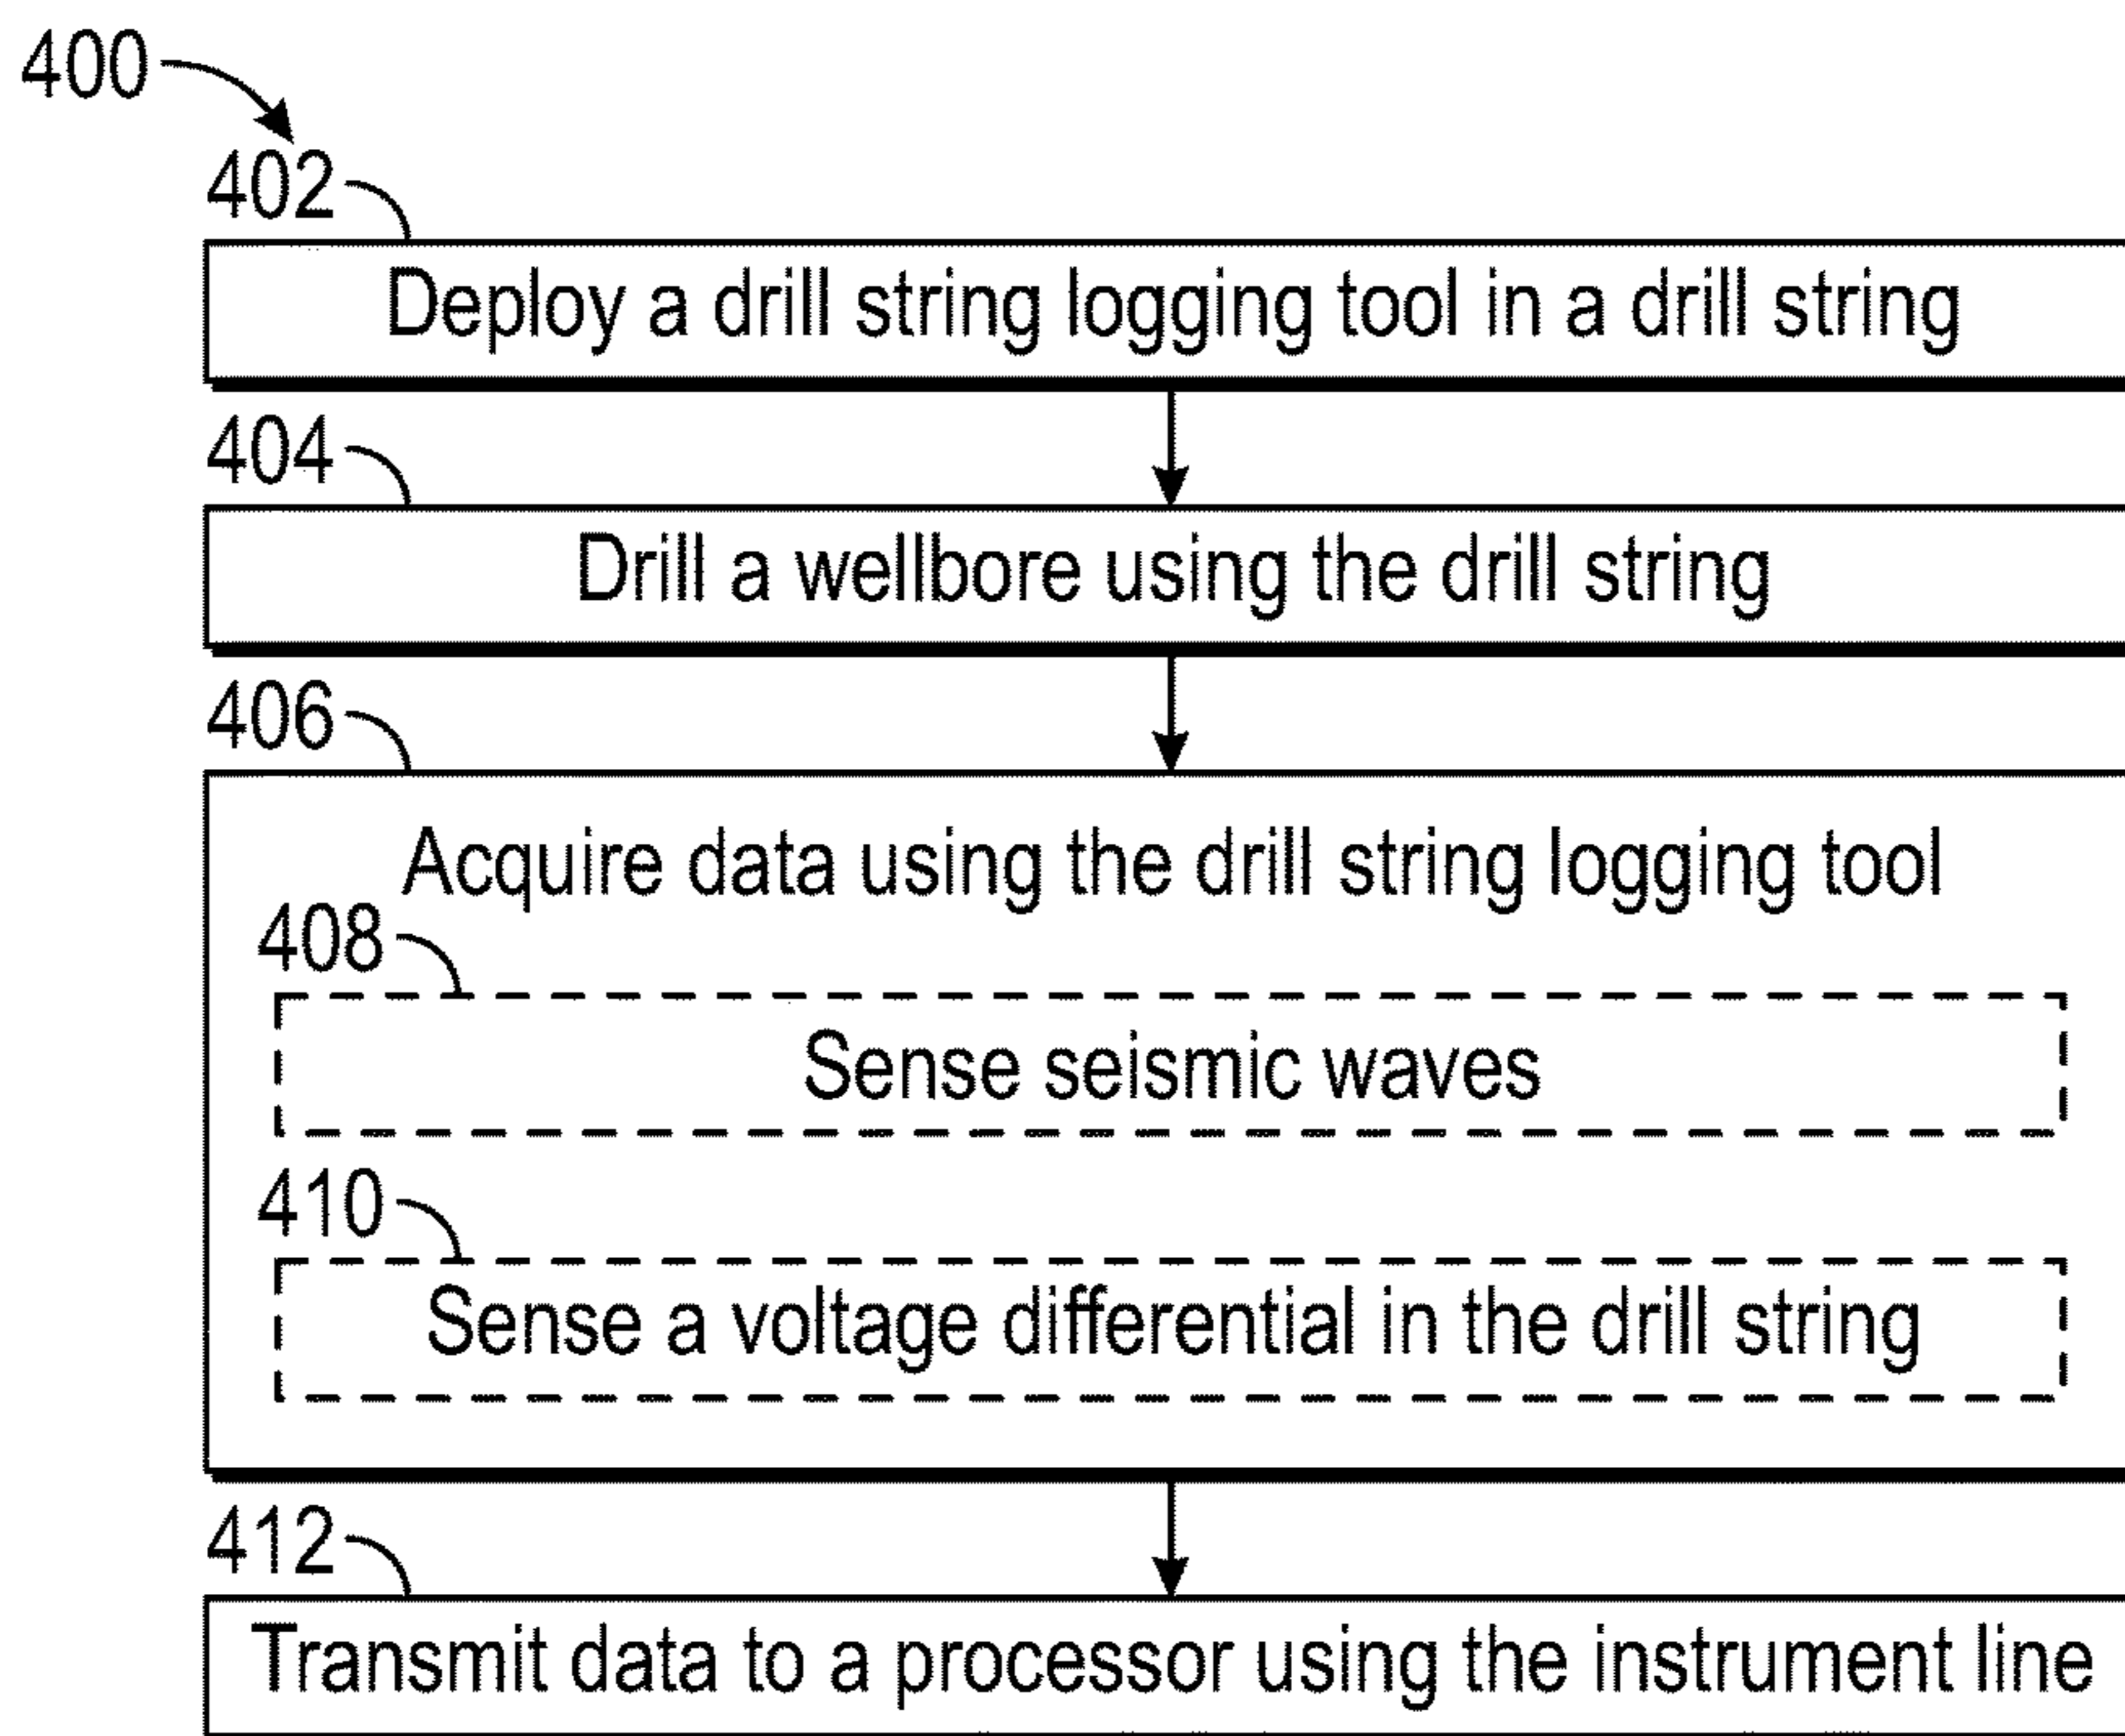 400
402
Deploy a drill string logging tool in a drill string
404
Drill a wellbore using the drill string
406
Acquire data using the drill string logging tool
408
Sense seismic waves
410
Sense a voltage differential in the drill string
412
Transmit data to a processor using the instrument line